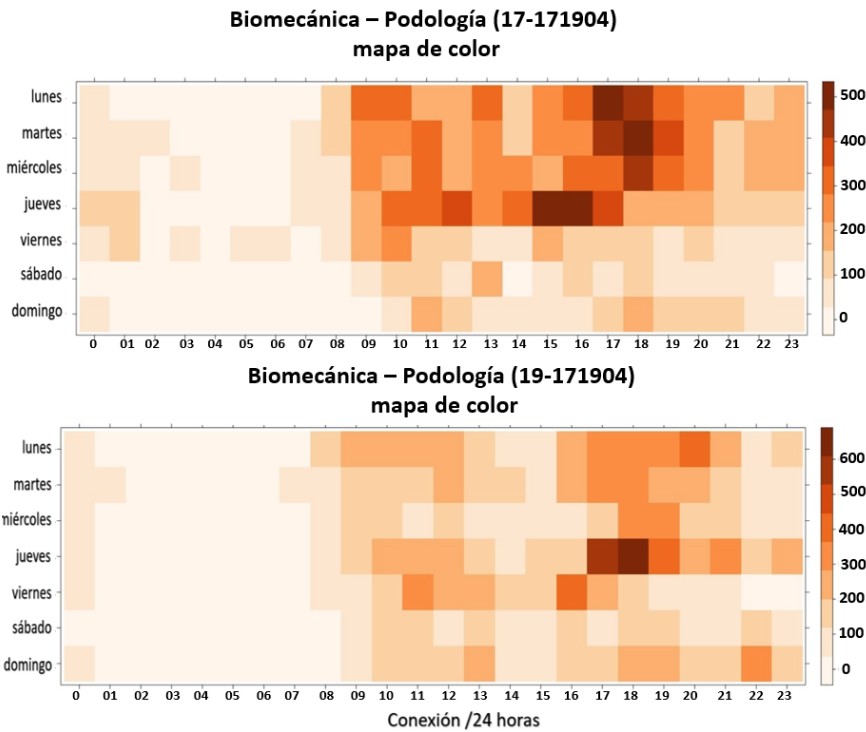 Biomecánica – Podología (17-171904)
mapa de color
lunes
martes
miércoles
jueves
viernes
sábado
domingo
500
400
300
200
100
0
0 01 02 03 04 05 06 07 08 09 10 11 12 13 14 15 16 17 18 19 20 21 22 23
Biomecánica – Podología (19-171904)
mapa de color
lunes
martes
miércoles
jueves
viernes
sábado
domingo
600
500
400
300
200
100
0
0 01 02 03 04 05 06 07 08 09 10 11 12 13 14 15 16 17 18 19 20 21 22 23
Conexión /24 horas